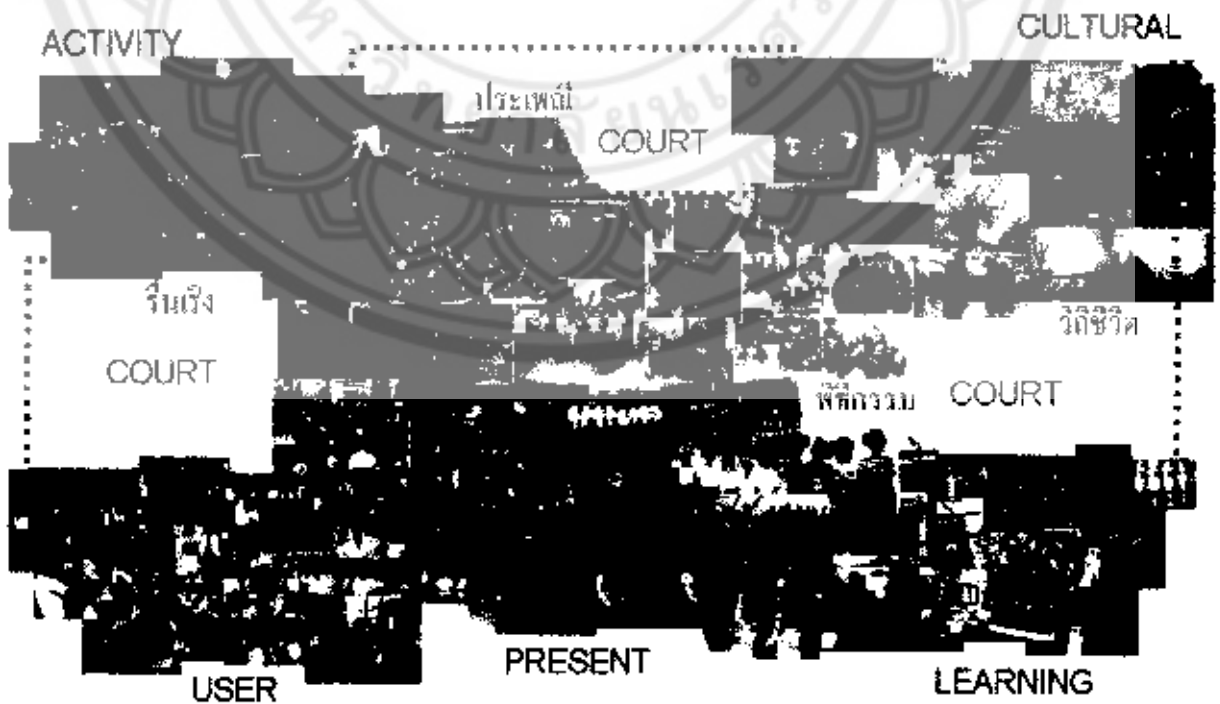 ACTIVITY
CULTURAL
ประเพณี
COURT
รื่นเริง
วิถีชีวิต
COURT
พิธีกรรม
COURT
PRESENT
USER
LEARNING